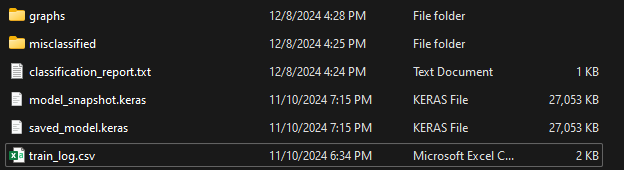 graphs 12/8/2024 4:28 PM File folder
misclassified 12/8/2024 4:25 PM File folder
classification_report.txt 12/8/2024 4:24 PM Text Document 1 KB
model_snapshot.keras 11/10/2024 7:15 PM KERAS File 27,053 KB
saved_model.keras 11/10/2024 7:15 PM KERAS File 27,053 KB
train_log.csv 11/10/2024 6:34 PM Microsoft Excel C... 2 KB